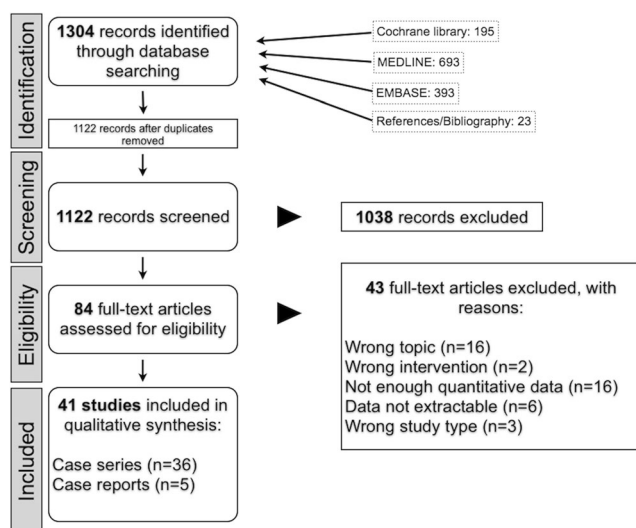 Identification
1304 records identified
through database
searching
Cochrane library: 195
MEDLINE: 693
EMBASE: 393
References/Bibliography: 23
1122 records after duplicates
removed
Screening
1122 records screened
1038 records excluded
Eligibility
84 full-text articles
assessed for eligibility
43 full-text articles excluded, with
reasons:
Wrong topic (n=16)
Wrong intervention (n=2)
Not enough quantitative data (n=16)
Data not extractable (n=6)
Wrong study type (n=3)
Included
41 studies included in
qualitative synthesis:
Case series (n=36)
Case reports (n=5)